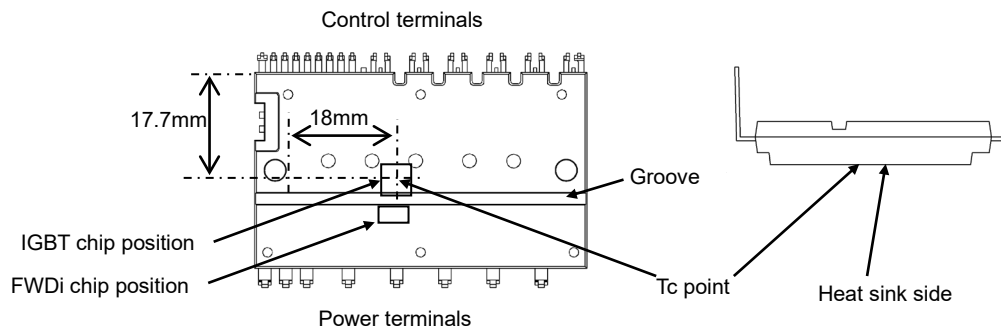 Control terminals
17.7mm
18mm
Groove
IGBT chip position
FWDi chip position
Tc point
Heat sink side
Power terminals